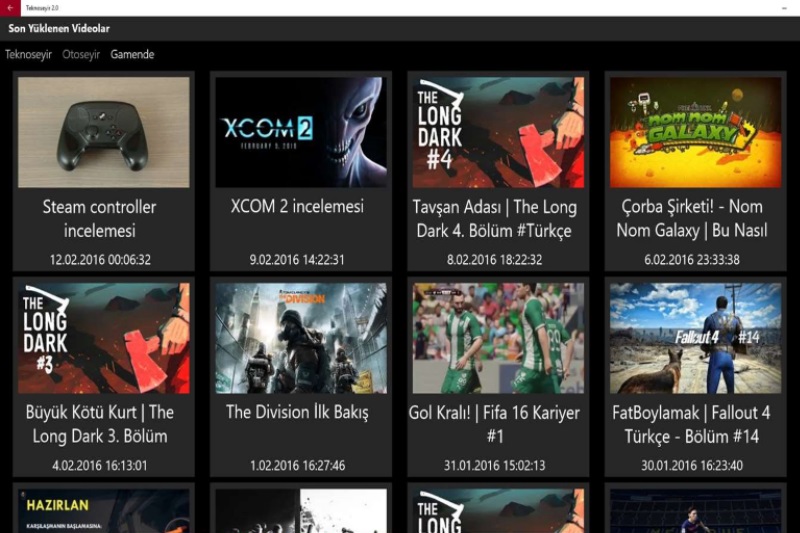 Teknoseyir 2.0
Son Yüklenen Videolar
Teknoseyir Otoseyir Gamende
XCOM 2
FEBRUARY 5, 2016
THE
LONG
DARK
#4
NOM NOM
GALAXY
Steam controller
incelemesi
XCOM 2 incelemesi
Tavşan Adası | The Long
Dark 4. Bölüm #Türkçe
Çorba Şirketi! - Nom
Nom Galaxy | Bu Nasıl
12.02.2016 00:06:32
9.02.2016 14:22:31
8.02.2016 18:22:32
6.02.2016 23:33:38
THE
LONG
DARK
#3
THE DIVISION
Fallout 4 #14
Büyük Kötü Kurt | The
Long Dark 3. Bölüm
The Division İlk Bakış
Gol Kralı! | Fifa 16 Kariyer
#1
FatBoylamak | Fallout 4
Türkçe - Bölüm #14
4.02.2016 16:13:01
1.02.2016 16:27:46
31.01.2016 15:02:13
30.01.2016 16:23:40
HAZIRLAN
KARŞILAŞMANIN BAŞLAMASINA:
THE
LONG